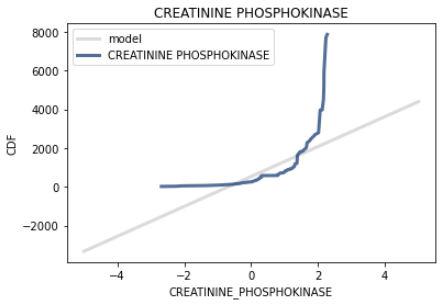 CREATININE PHOSPHOKINASE
model
CREATININE PHOSPHOKINASE
8000
6000
4000
2000
0
−2000
CDF
−4 −2 0 2 4
CREATININE_PHOSPHOKINASE